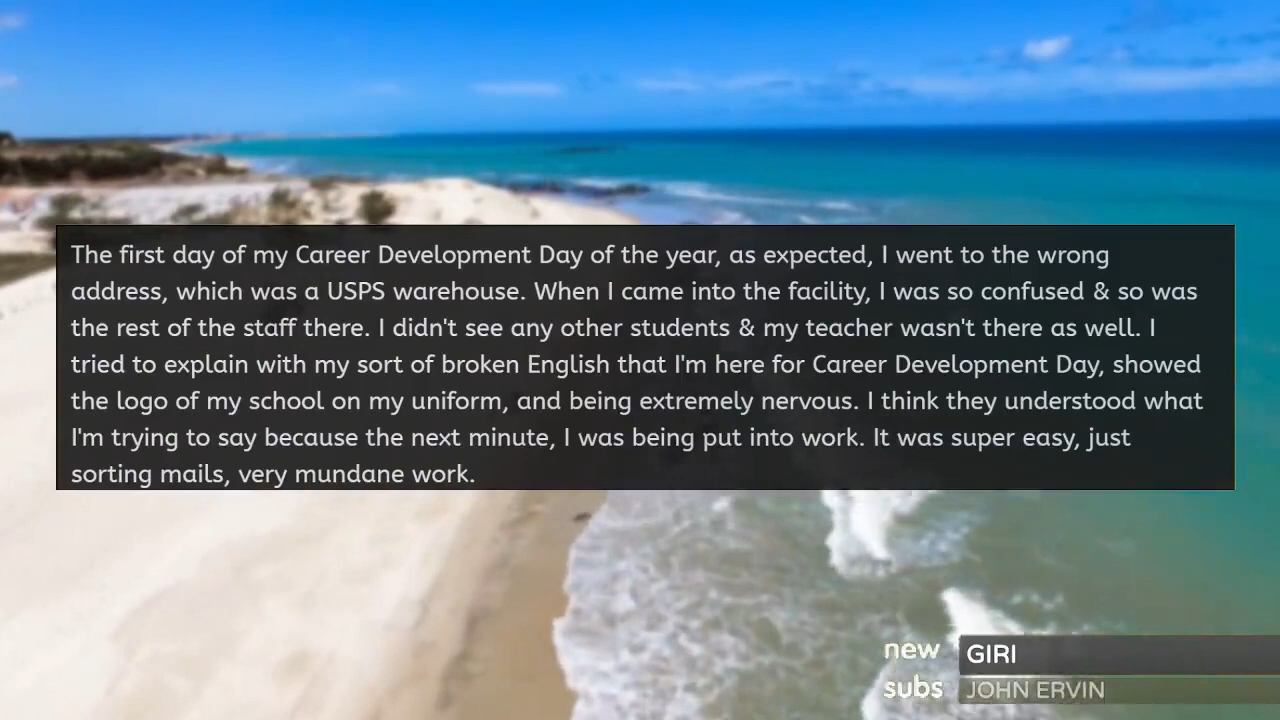 The first day of my Career Development Day of the year, as expected, I went to the wrong
address, which was a USPS warehouse. When I came into the facility, I was so confused & so was
the rest of the staff there. I didn't see any other students & my teacher wasn't there as well. I
tried to explain with my sort of broken English that I'm here for Career Development Day, showed
the logo of my school on my uniform, and being extremely nervous. I think they understood what
I'm trying to say because the next minute, I was being put into work. It was super easy, just
sorting mails, very mundane work.
new
GIRI
subs
JOHN ERVIN